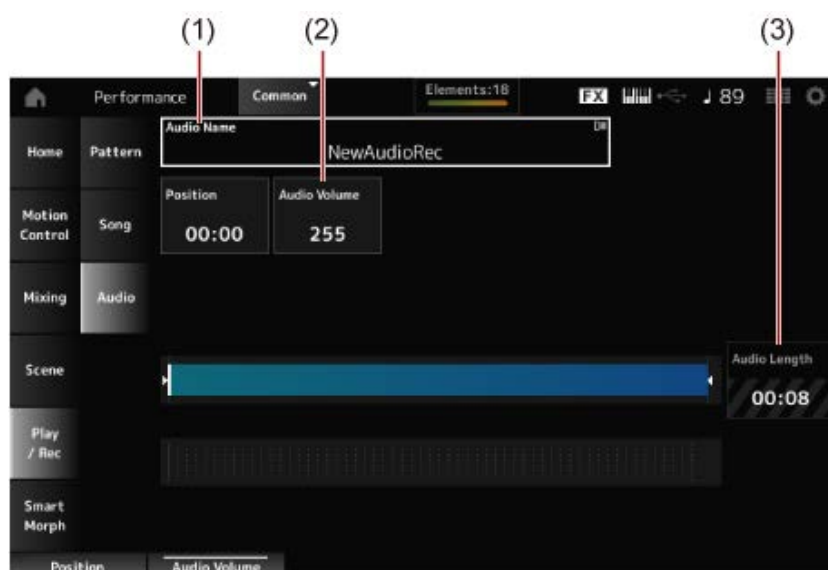 (1) (2) (3)
Performance Common Elements:18 FX ♩ 89
Home Pattern Audio Name
NewAudioRec
Motion Control Song Position Audio Volume
00:00 255
Mixing Audio
Scene Audio Length
00:08
Play / Rec
Smart Morph
Position Audio Volume